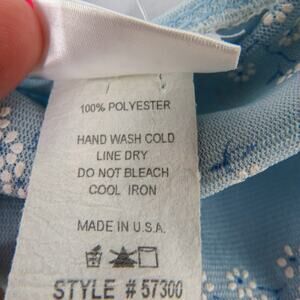 100% POLYESTER
HAND WASH COLD
LINE DRY
DO NOT BLEACH
COOL IRON
MADE IN U.S.A.
STYLE # 57300